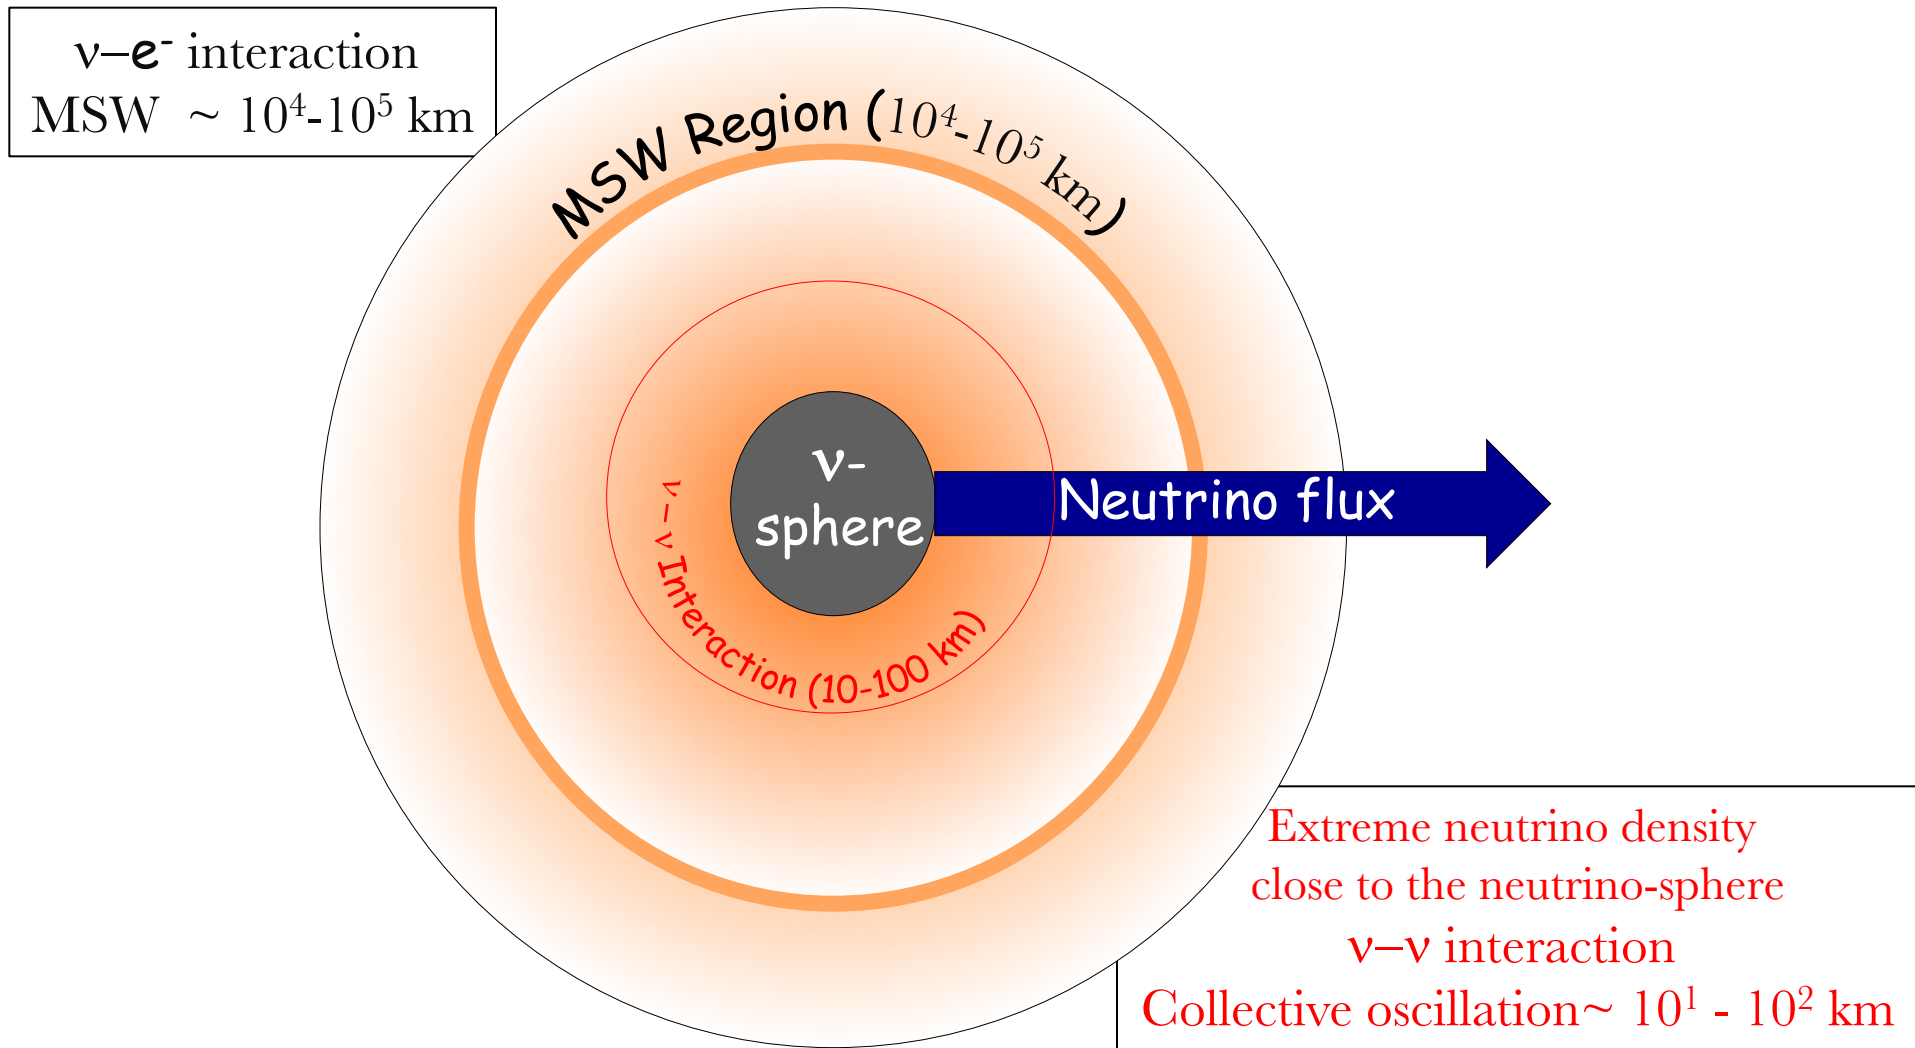 ν–e⁻ interaction
MSW ~ 10⁴-10⁵ km
MSW Region (10⁴-10⁵ km)
ν-
sphere
Neutrino flux
ν – ν Interaction (10-100 km)
Extreme neutrino density
close to the neutrino-sphere
ν–ν interaction
Collective oscillation~ 10¹ - 10² km